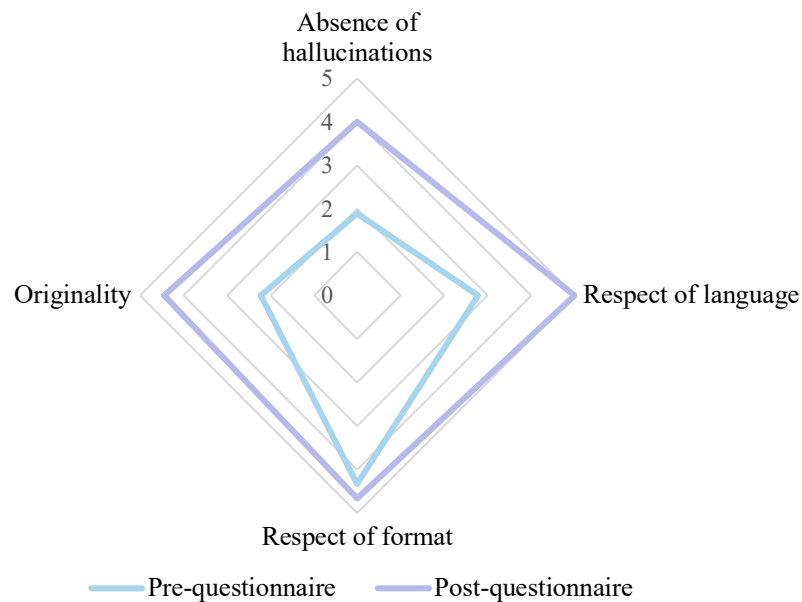 Absence of
hallucinations
5
4
3
2
1
0
Originality
Respect of language
Respect of format
Pre-questionnaire
Post-questionnaire